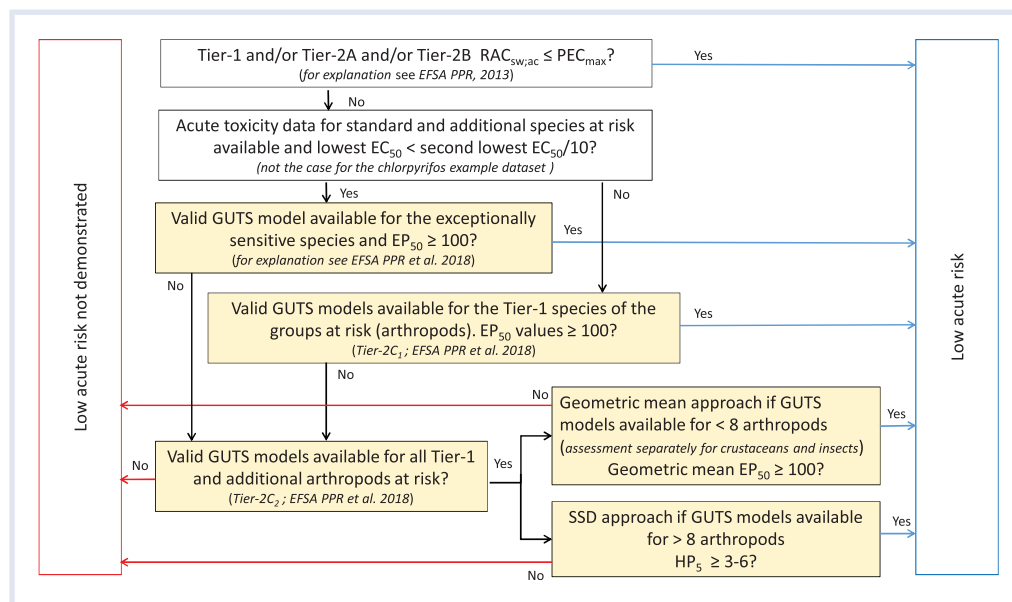 Low acute risk not demonstrated
Tier-1 and/or Tier-2A and/or Tier-2B RACsw;ac ≤ PECmax?
(for explanation see EFSA PPR, 2013)
Yes
No
Acute toxicity data for standard and additional species at risk
available and lowest EC50 < second lowest EC50/10?
(not the case for the chlorpyrifos example dataset )
Yes
No
Valid GUTS model available for the exceptionally
sensitive species and EP50 ≥ 100?
(for explanation see EFSA PPR et al. 2018)
Yes
No
Valid GUTS models available for the Tier-1 species of the
groups at risk (arthropods). EP50 values ≥ 100?
(Tier-2C1 ; EFSA PPR et al. 2018)
Yes
No
Valid GUTS models available for all Tier-1
and additional arthropods at risk?
(Tier-2C2 ; EFSA PPR et al. 2018)
No
Yes
Geometric mean approach if GUTS
models available for < 8 arthropods
(assessment separately for crustaceans and insects)
Geometric mean EP50 ≥ 100?
No
Yes
SSD approach if GUTS models available
for > 8 arthropods
HP5 ≥ 3-6?
Yes
No
Low acute risk